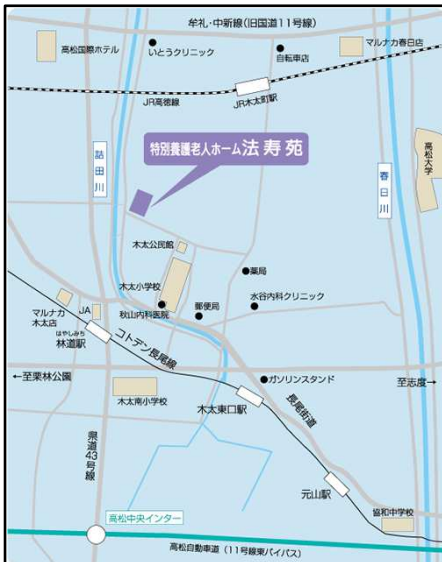 牟礼・中新線(旧国道11号線)
高松国際ホテル
いとうクリニック
自転車店
マルナカ春日店
JR高徳線
JR木太町駅
高松大学
詰田川
特別養護老人ホーム法寿苑
春日川
木太公民館
木太小学校
薬局
マルナカ
木太店
JA
秋山内科医院
郵便局
水谷内科クリニック
はやしみち
林道駅
コトデン長尾線
←至栗林公園
ガソリンスタンド
至志度→
木太南小学校
木太東口駅
長尾街道
県道43号線
元山駅
協和中学校
高松中央インター
高松自動車道(11号線東バイパス)